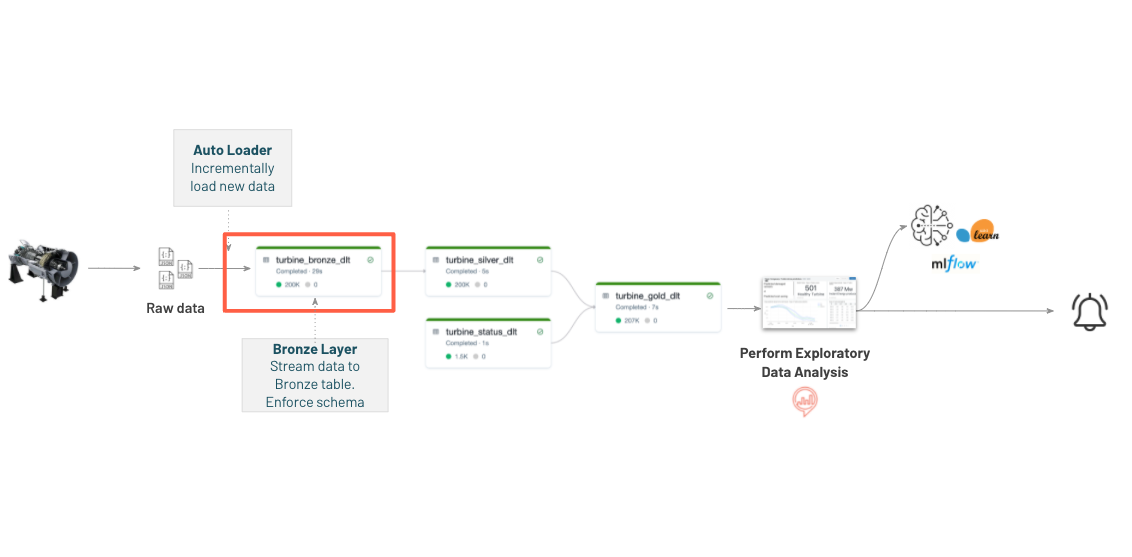 Auto Loader
Incrementally
load new data
{:}
JSON
{:}
JSON
{:}
JSON
Raw data
turbine_bronze_dlt
Completed · 29s
200K 0
Bronze Layer
Stream data to
Bronze table.
Enforce schema
turbine_silver_dlt
Completed · 5s
200K 0
turbine_status_dlt
Completed · 1s
1.5K 0
turbine_gold_dlt
Completed · 7s
207K 0
501
Healthy Turbine
387 Mw
Perform Exploratory
Data Analysis
learn
mlflow